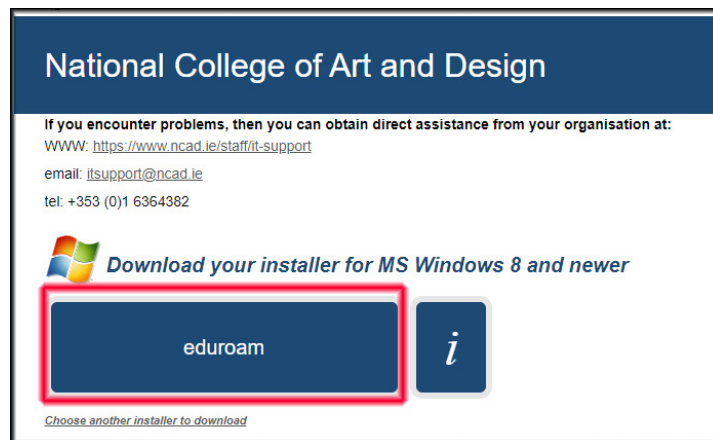 National College of Art and Design
If you encounter problems, then you can obtain direct assistance from your organisation at:
WWW: https://www.ncad.ie/staff/it-support
email: itsupport@ncad.ie
tel: +353 (0)1 6364382
Download your installer for MS Windows 8 and newer
eduroam
i
Choose another installer to download